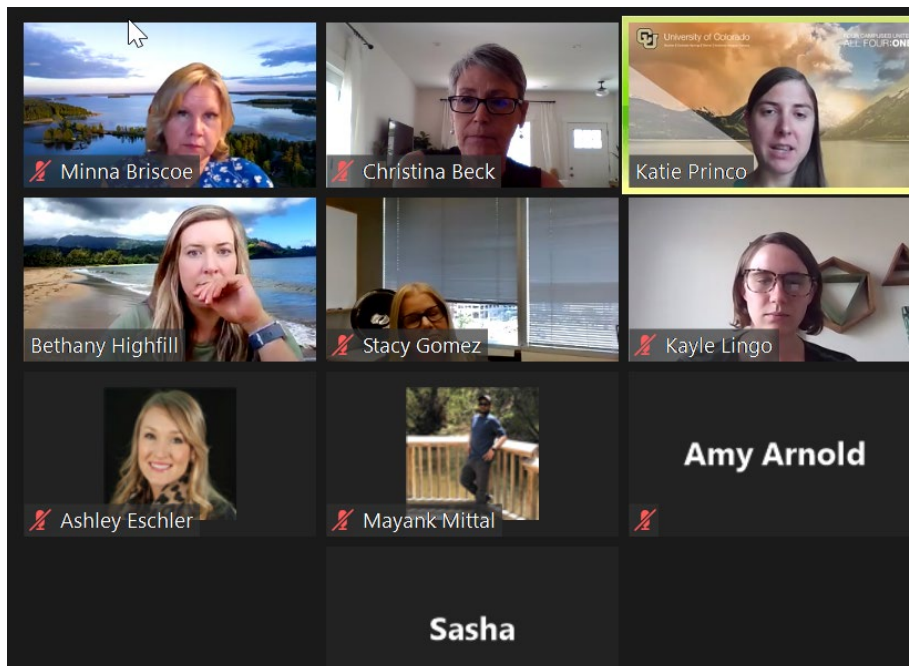 Minna Briscoe
Christina Beck
CU University of Colorado
ALL FOUR:ONE
Katie Princo
Bethany Highfill
Stacy Gomez
Kayle Lingo
Ashley Eschler
Mayank Mittal
Amy Arnold
Sasha